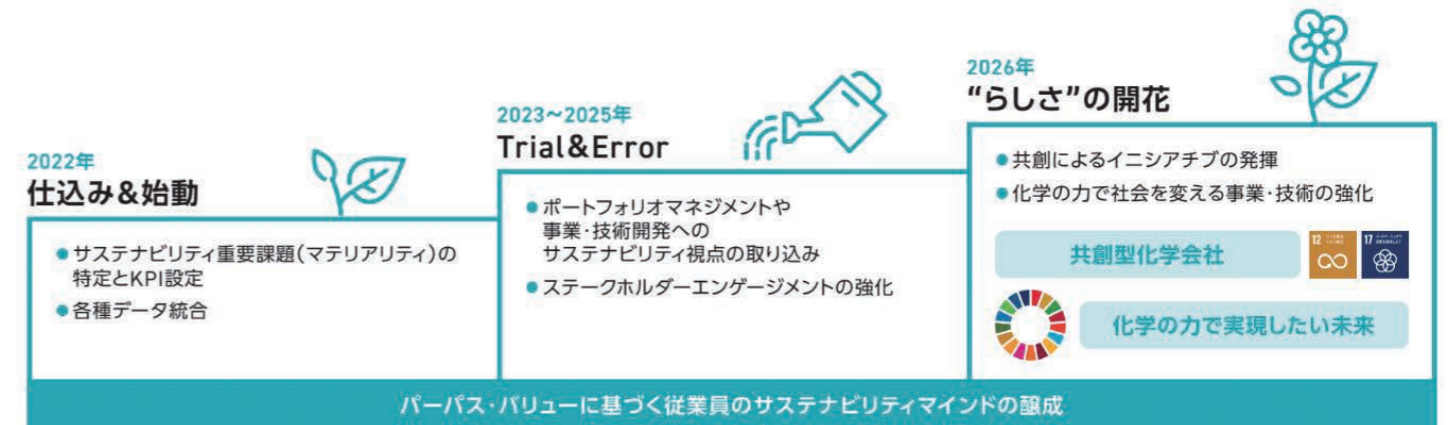 2022年
仕込み&始動
サステナビリティ重要課題(マテリアリティ)の
特定とKPI設定
各種データ統合
2023~2025年
Trial&Error
ポートフォリオマネジメントや
事業・技術開発への
サステナビリティ視点の取り込み
ステークホルダーエンゲージメントの強化
2026年
“らしさ”の開花
共創によるイニシアチブの発揮
化学の力で社会を変える事業・技術の強化
共創型化学会社
12
17
化学の力で実現したい未来
パーパス・バリューに基づく従業員のサステナビリティマインドの醸成